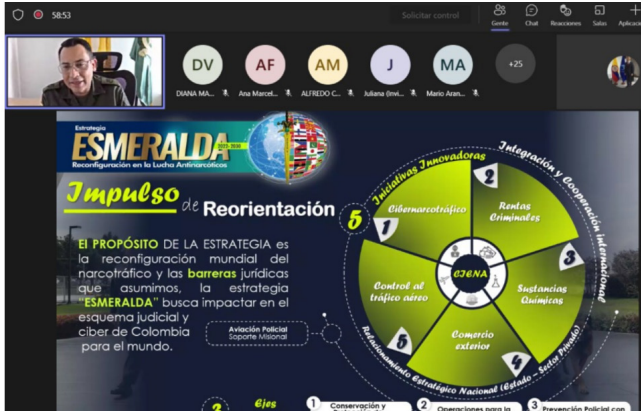 58:53
Solicitar control
Gente
Chat
Reacciones
Salas
Aplicaci
DV
AF
AM
J
MA
+25
DIANA MA...
Ana Marcel...
ALFREDO C...
Juliana (Invi...
Mario Aran...
Estrategia
ESMERALDA
Reconfiguración en la Lucha Antinarcóticos
Impulso de Reorientación
El PROPÓSITO DE LA ESTRATEGIA es
la reconfiguración mundial del
narcotráfico y las barreras jurídicas
que asumimos, la estrategia
"ESMERALDA" busca impactar en el
esquema judicial y
ciber de Colombia
para el mundo.
Aviación Policial
Soporte Misional
5
Iniciativas Innovadoras
Integración y Cooperación internacional
Relacionamiento Estratégico Nacional (Estado - Sector Privado)
1
Cibernarcotráfico
2
Rentas
Criminales
3
Sustancias
Químicas
4
Comercio
exterior
5
Control al
tráfico aéreo
CIENA
3
Ejes
1
Conservación y
2
Operaciones para la
3
Prevención Policial con